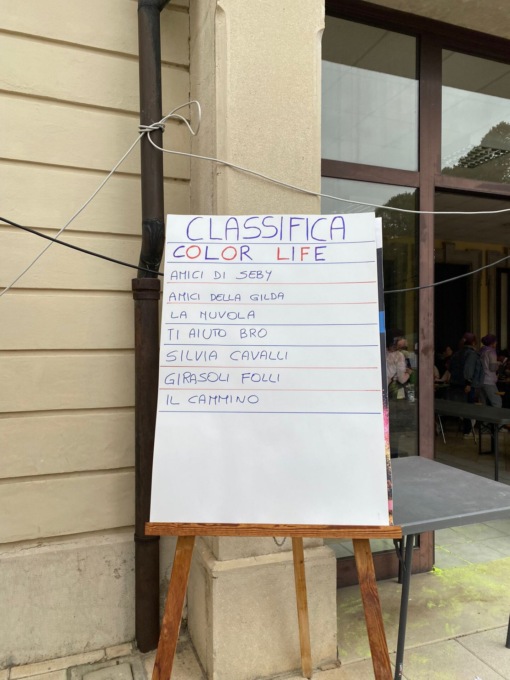 CLASSIFICA
COLOR LIFE
AMICI DI SEBY
AMICI DELLA GILDA
LA NUVOLA
TI AIUTO BRO
SILVIA CAVALLI
GIRASOLI FOLLI
IL CAMMINO